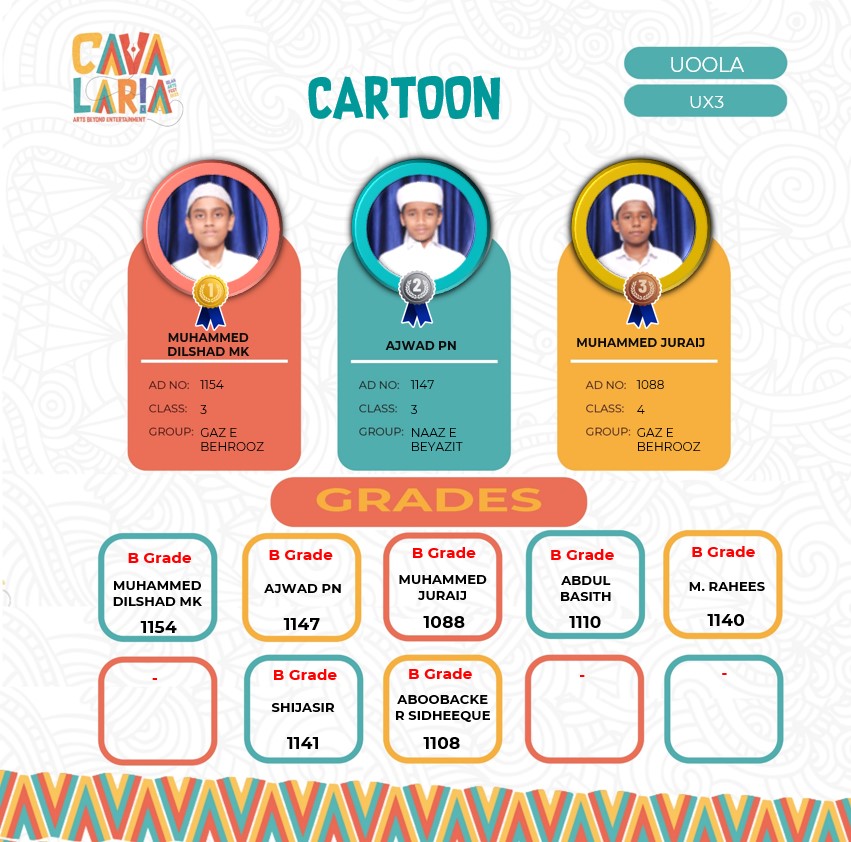 CAVA
LARIA
ARTS BEYOND ENTERTAINMENT
CARTOON
UOOLA
UX3
1
2
3
MUHAMMED
DILSHAD MK
AD NO: 1154
CLASS: 3
GROUP: GAZ E
BEHROOZ
AJWAD PN
AD NO: 1147
CLASS: 3
GROUP: NAAZ E
BEYAZIT
MUHAMMED JURAIJ
AD NO: 1088
CLASS: 4
GROUP: GAZ E
BEHROOZ
GRADES
B Grade
MUHAMMED
DILSHAD MK
1154
B Grade
AJWAD PN
1147
B Grade
MUHAMMED
JURAIJ
1088
B Grade
ABDUL
BASITH
1110
B Grade
M. RAHEES
1140
-
B Grade
SHIJASIR
1141
B Grade
ABOOBACKE
R SIDHEEQUE
1108
-
-